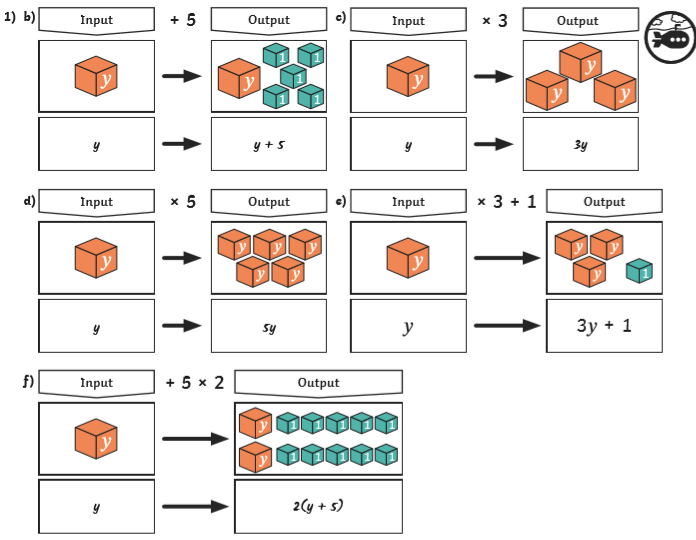 1) b) Input + 5 Output c) Input × 3 Output
y y 1 1 1 1 1 y y y y
y y + 5 y 3y
d) Input × 5 Output e) Input × 3 + 1 Output
y y y y y y y y y y 1
y 5y y 3y + 1
f) Input + 5 × 2 Output
y y 1 1 1 1 1
y 1 1 1 1 1
y 2(y + 5)